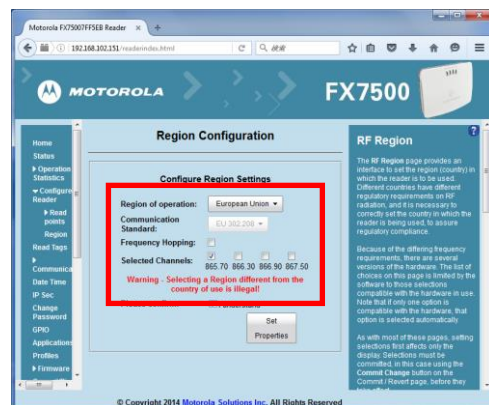 Motorola FX75007FF5EB Reader
192.168.102.151/readerindex.html
検索
MOTOROLA
FX7500
Home
Status
Operation
Statistics
Configure
Reader
Read
points
Region
Read Tags
Communica
Date Time
IP Sec
Change
Password
GPIO
Applications
Profiles
Firmware
Region Configuration
Configure Region Settings
Region of operation: European Union
Communication
Standard: EU 302.208
Frequency Hopping:
Selected Channels:
865.70 866.30 866.90 867.50
Warning - Selecting a Region different from the
country of use is illegal!
Set
Properties
RF Region
The RF Region page provides an
interface to set the region (country) in
which the reader is to be used.
Different countries have different
regulatory requirements on RF
radiation, and it is necessary to
correctly set the country in which the
reader is being used, to assure
regulatory compliance.
Because of the differing frequency
requirements, there are several
versions of the hardware. The list of
choices on this page is limited by the
software to those selections
compatible with the hardware in use.
Note that if only one option is
compatible with the hardware, that
option is selected automatically
As with most of these pages, setting
selections first affects only the
display. Selections must be
committed, in this case using the
Commit Change button on the
Commit / Revert page, before they
© Copyright 2014 Motorola Solutions Inc. All Rights Reserved